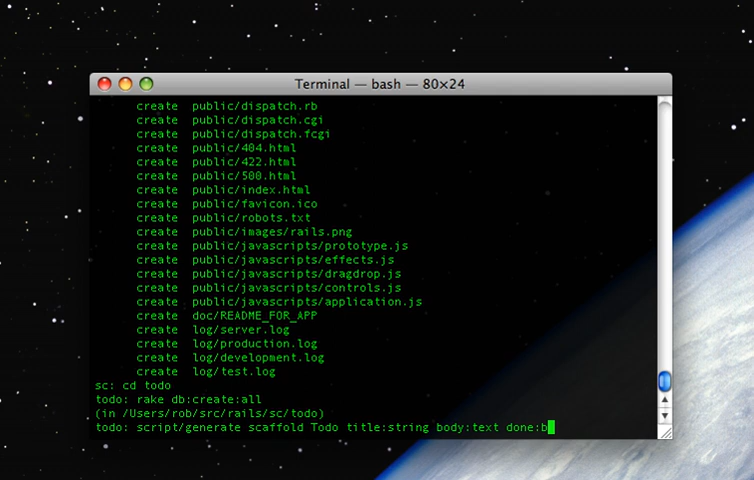 Terminal — bash — 80×24
create public/dispatch.rb
create public/dispatch.cgi
create public/dispatch.fcgi
create public/404.html
create public/422.html
create public/500.html
create public/index.html
create public/favicon.ico
create public/robots.txt
create public/images/rails.png
create public/javascripts/prototype.js
create public/javascripts/effects.js
create public/javascripts/dragdrop.js
create public/javascripts/controls.js
create public/javascripts/application.js
create doc/README_FOR_APP
create log/server.log
create log/production.log
create log/development.log
create log/test.log
sc: cd todo
todo: rake db:create:all
(in /Users/rob/src/rails/sc/todo)
todo: script/generate scaffold Todo title:string body:text done:b